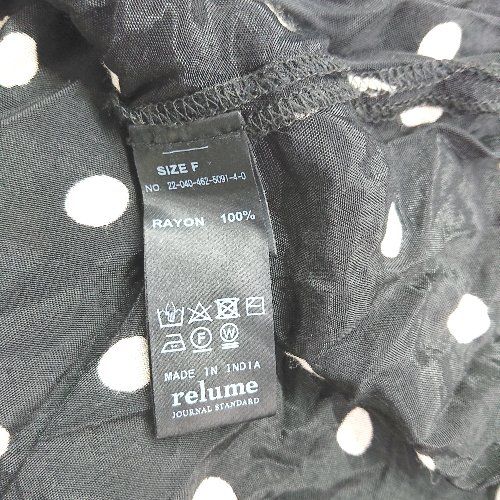 SIZE F
NO. 22-040-462-5091-4-0
RAYON 100%
F W
MADE IN INDIA
relume
JOURNAL STANDARD